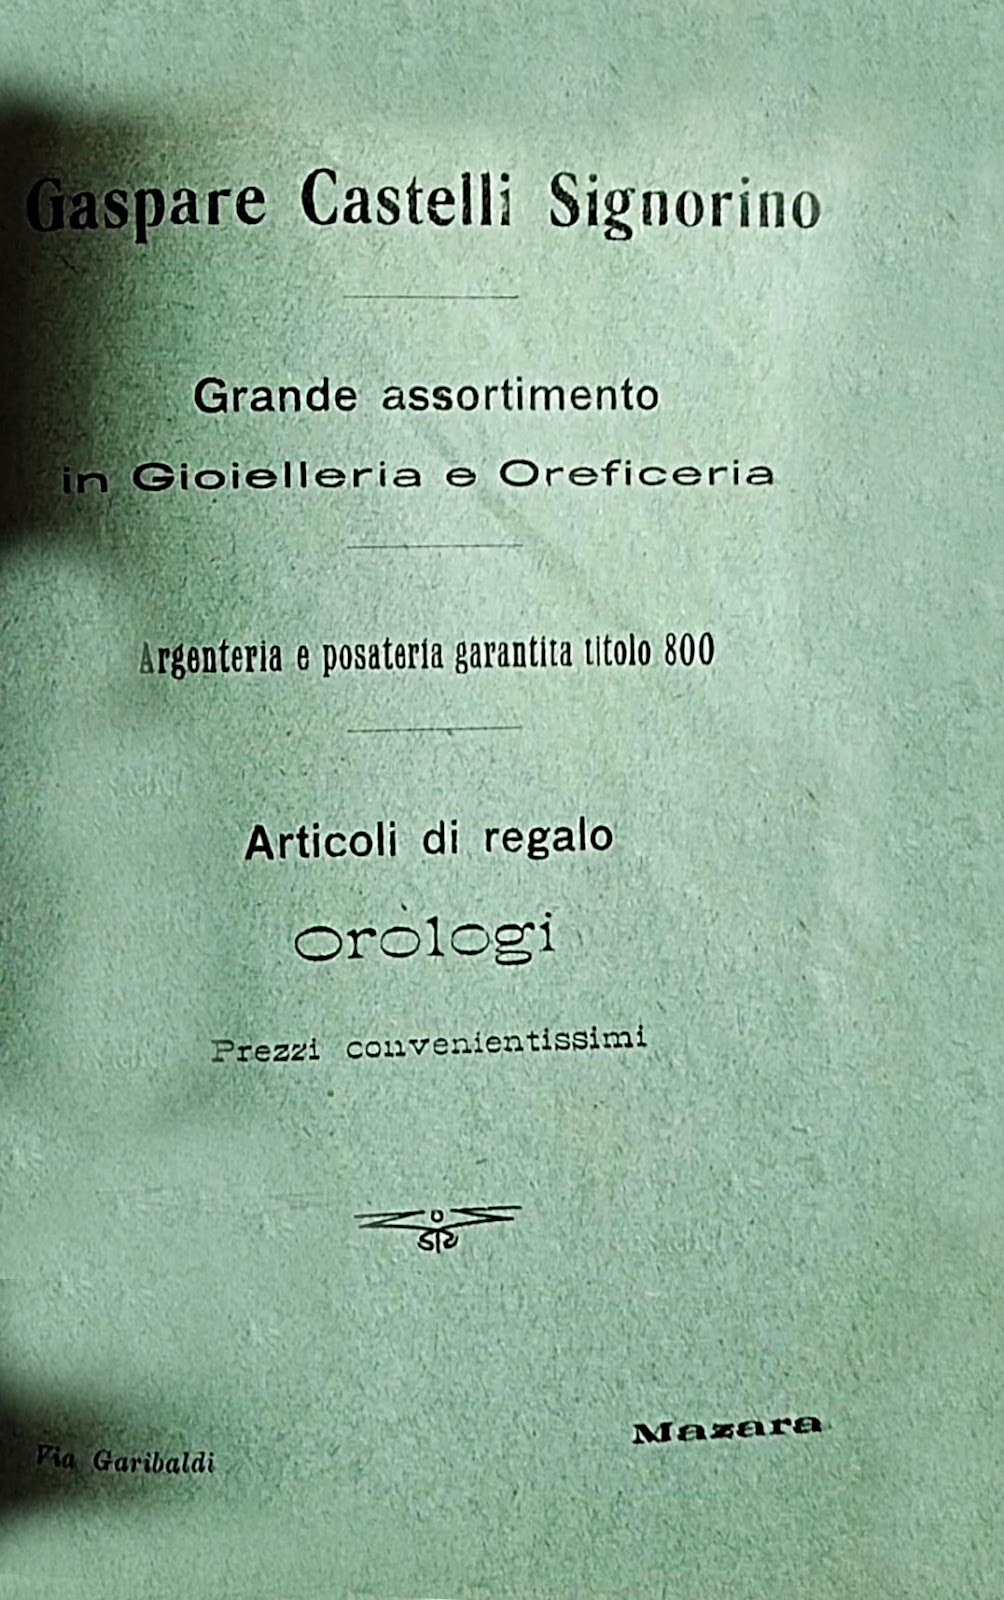 Gaspare Castelli Signorino
Grande assortimento
in Gioielleria e Oreficeria
Argenteria e posateria garantita titolo 800
Articoli di regalo
oròlogi
Prezzi convenientissimi
Mazara
Via Garibaldi